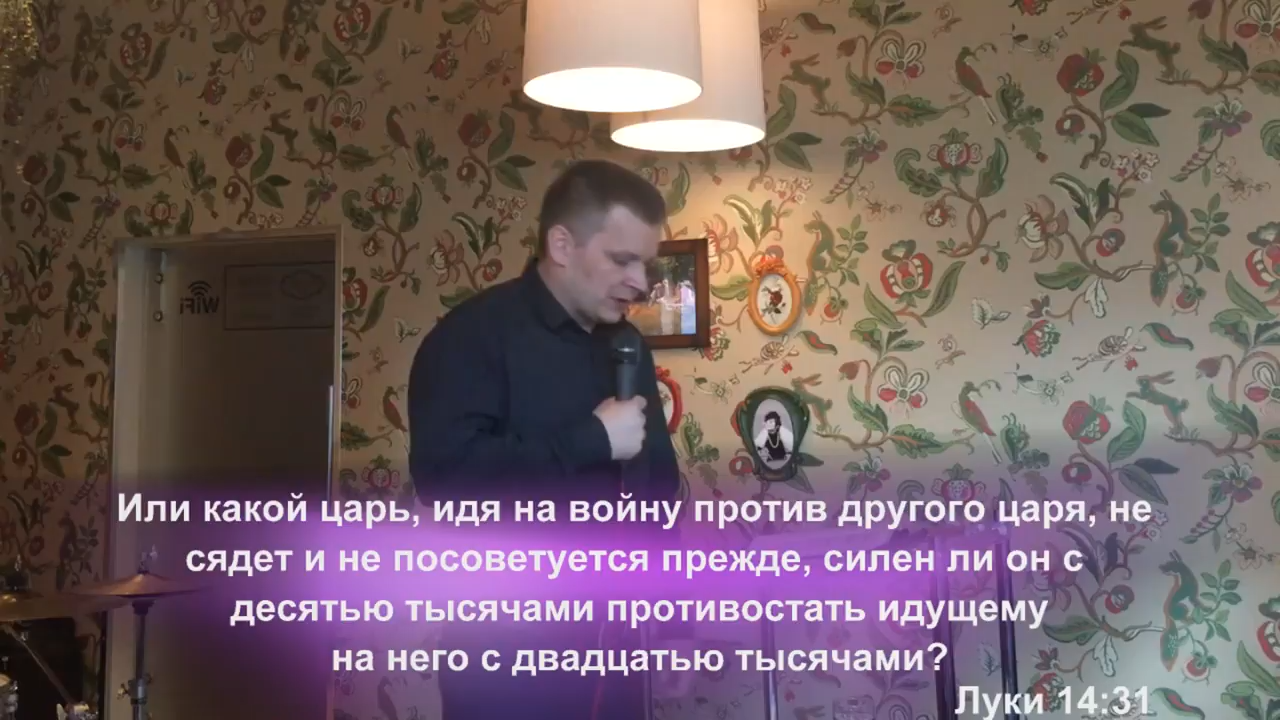 WiFi
Или какой царь, идя на войну против другого царя, не
сядет и не посоветуется прежде, силен ли он с
десятью тысячами противостать идущему
на него с двадцатью тысячами?
Луки 14:31